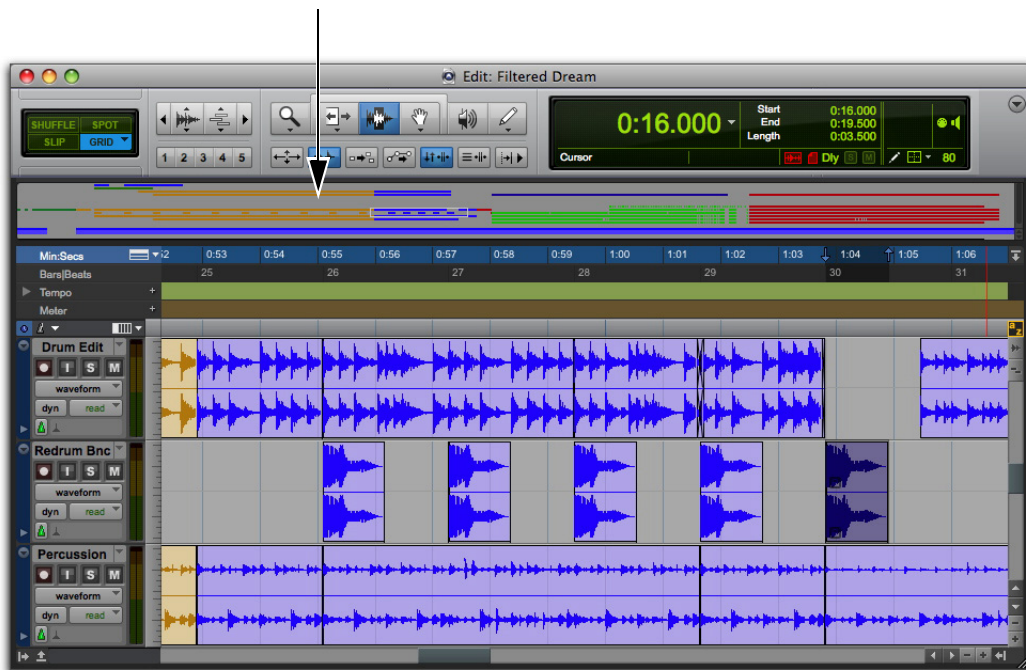 Edit: Filtered Dream
SHUFFLE SPOT
SLIP GRID
1 2 3 4 5
0:16.000
Start 0:16.000
End 0:19.500
Length 0:03.500
Cursor
Dly S M
80
Min:Secs
:2 0:53 0:54 0:55 0:56 0:57 0:58 0:59 1:00 1:01 1:02 1:03 1:04 1:05 1:06
Bars|Beats
25 26 27 28 29 30 31
Tempo
Meter
a z
Drum Edit
I S M
waveform
dyn read
Redrum Bnc
I S M
waveform
dyn read
Percussion
I S M
waveform
dyn read